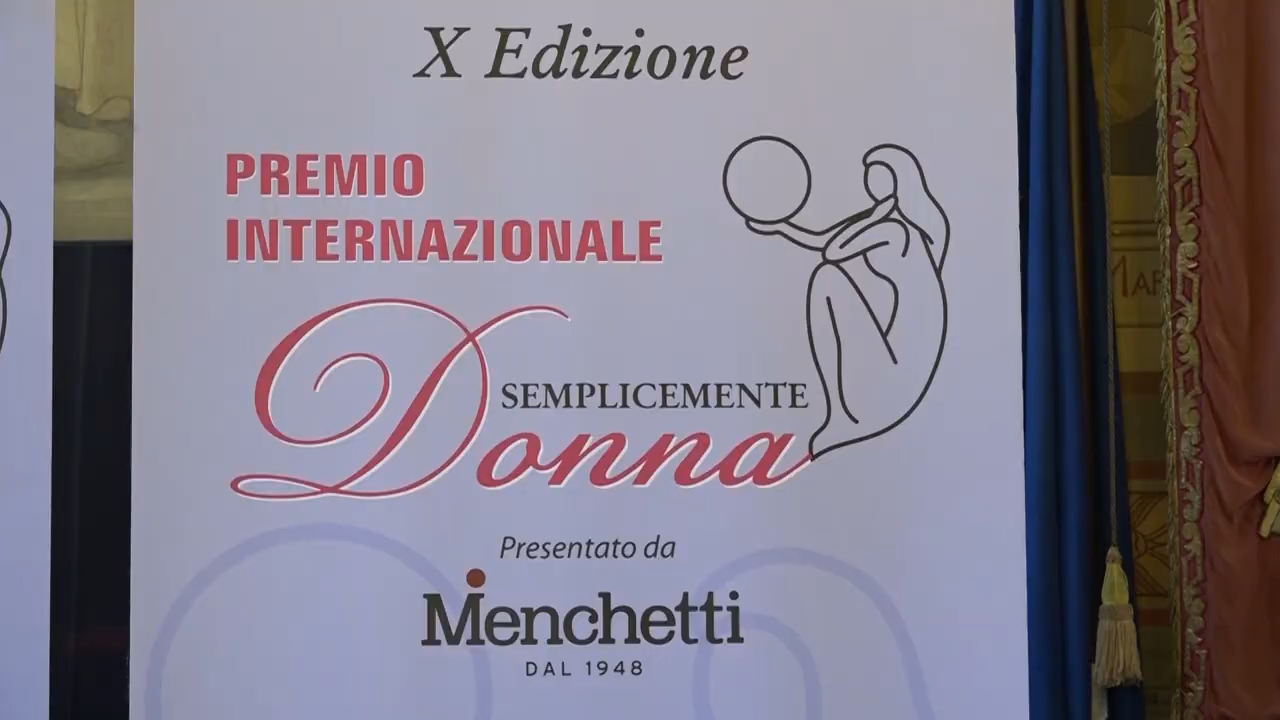 X Edizione
PREMIO
INTERNAZIONALE
SEMPLICEMENTE
Donna
Presentato da
Menchetti
DAL 1948